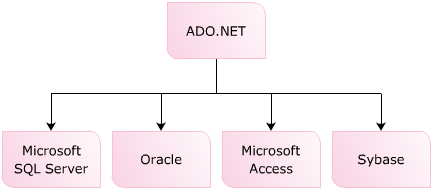 ADO.NET
Microsoft
SQL Server
Oracle
Microsoft
Access
Sybase